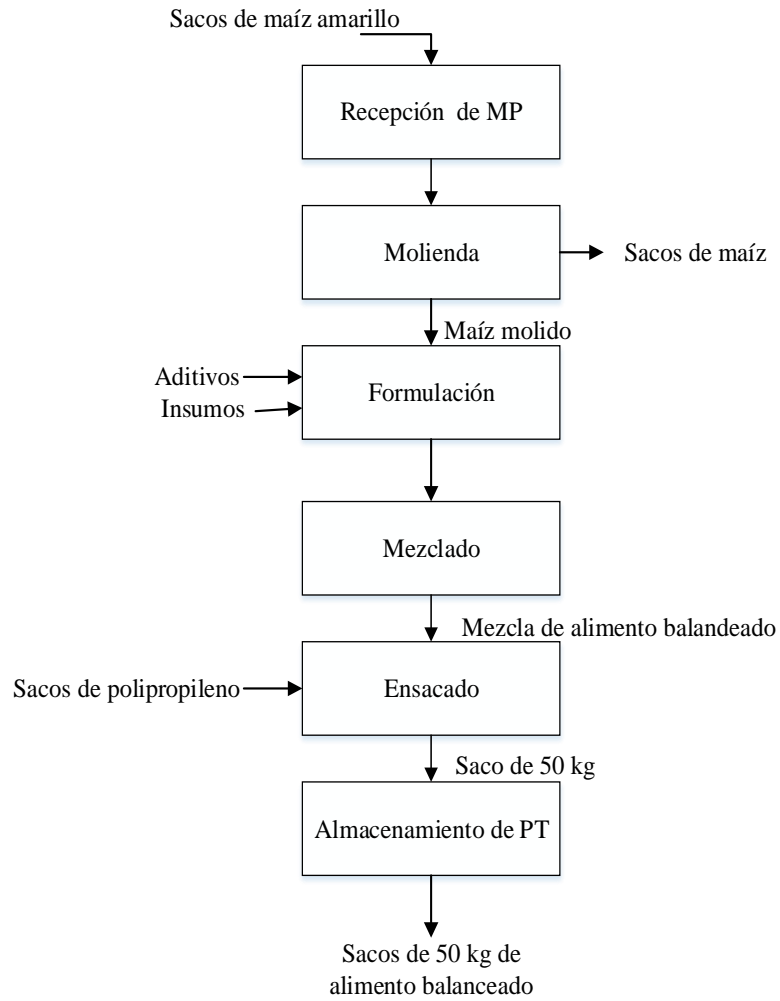 Sacos de maíz amarillo
Recepción de MP
Molienda
Sacos de maíz
Maíz molido
Aditivos
Insumos
Formulación
Mezclado
Mezcla de alimento balandeado
Sacos de polipropileno
Ensacado
Saco de 50 kg
Almacenamiento de PT
Sacos de 50 kg de
alimento balanceado